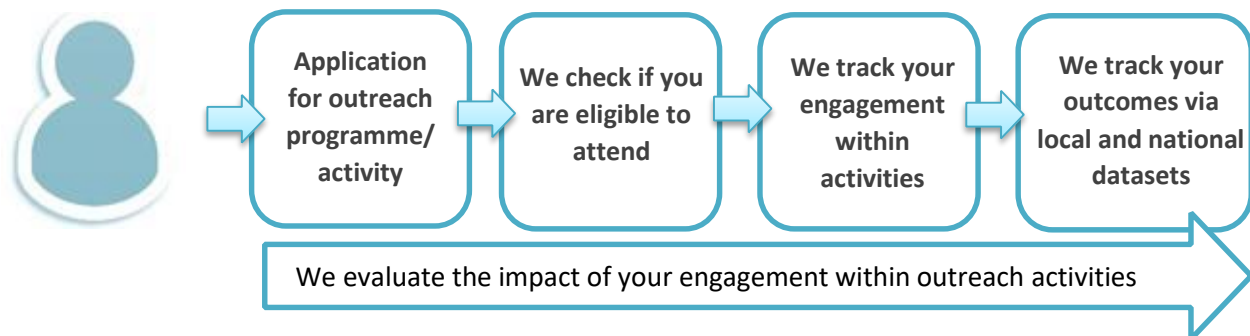 Application
for outreach
programme/
activity
We check if you
are eligible to
attend
We track your
engagement
within
activities
We track your
outcomes via
local and national
datasets
We evaluate the impact of your engagement within outreach activities